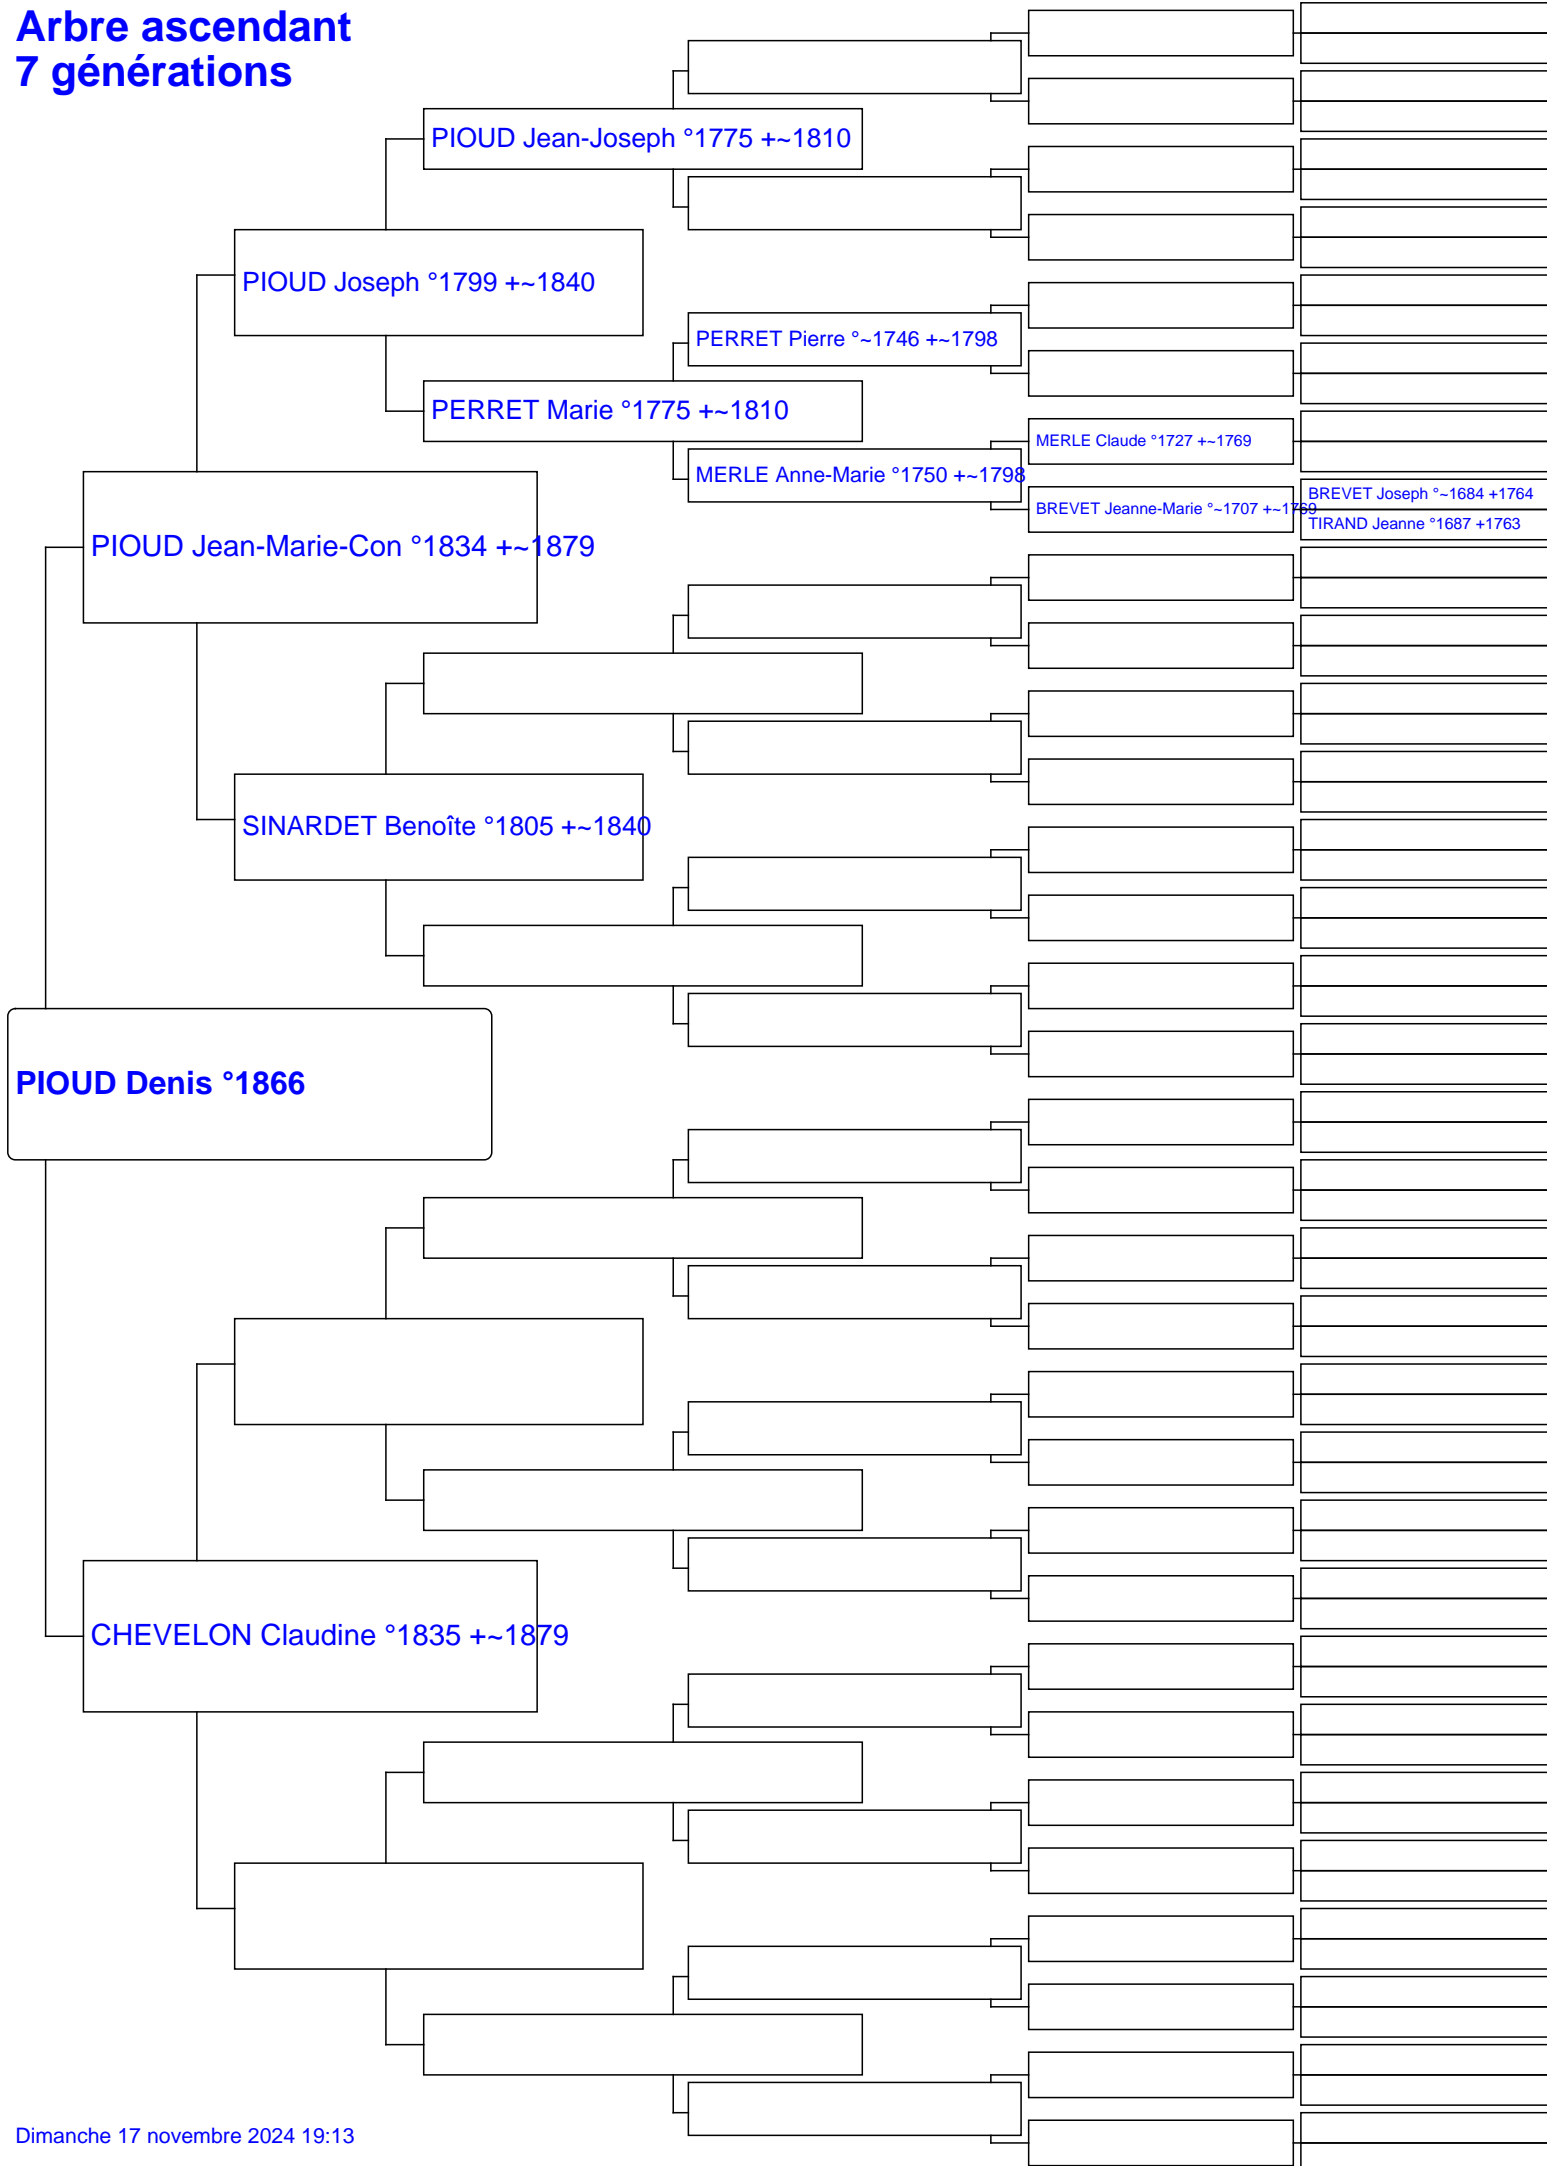 Arbre ascendant
7 générations
PIOUD Jean-Joseph °1775 +~1810
PIOUD Joseph °1799 +~1840
PERRET Pierre °~1746 +~1798
PERRET Marie °1775 +~1810
MERLE Claude °1727 +~1769
MERLE Anne-Marie °1750 +~1798
BREVET Joseph °~1684 +1764
BREVET Jeanne-Marie °~1707 +~1769
TIRAND Jeanne °1687 +1763
PIOUD Jean-Marie-Con °1834 +~1879
SINARDET Benoîte °1805 +~1840
PIOUD Denis °1866
CHEVELON Claudine °1835 +~1879
Dimanche 17 novembre 2024 19:13